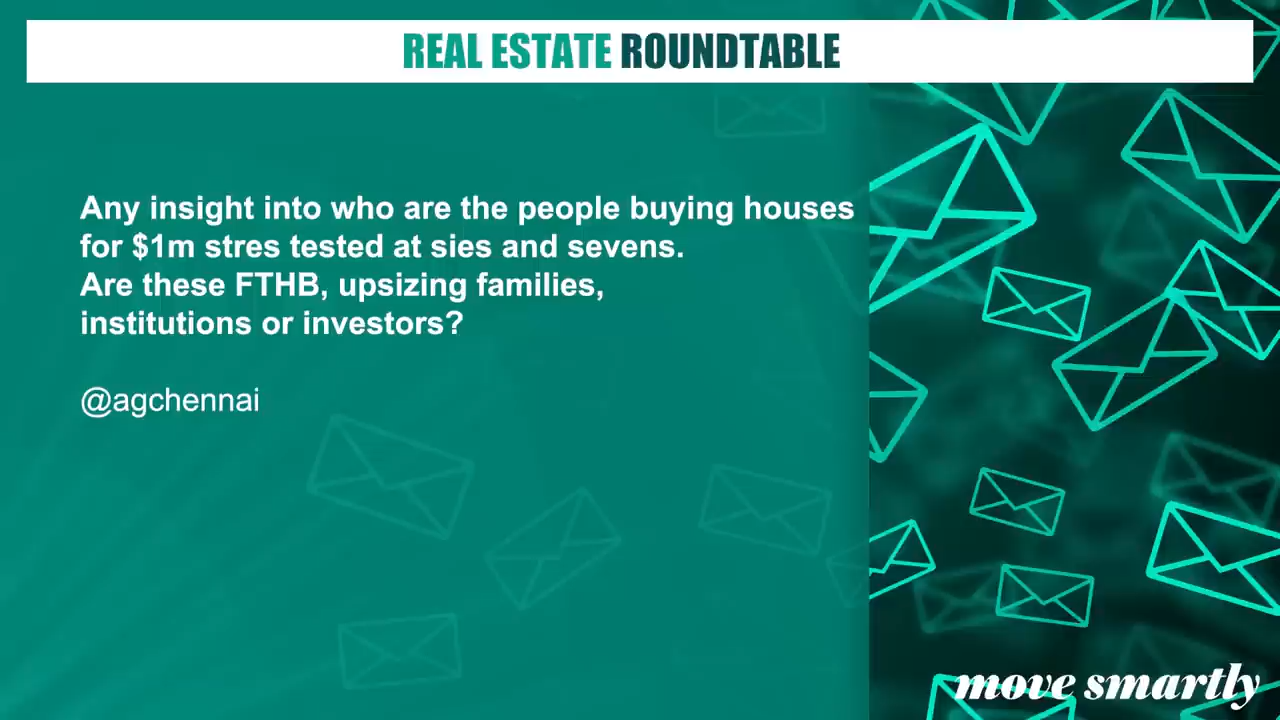 REAL ESTATE ROUNDTABLE
Any insight into who are the people buying houses
for $1m stres tested at sies and sevens.
Are these FTHB, upsizing families,
institutions or investors?
@agchennai
move smartly